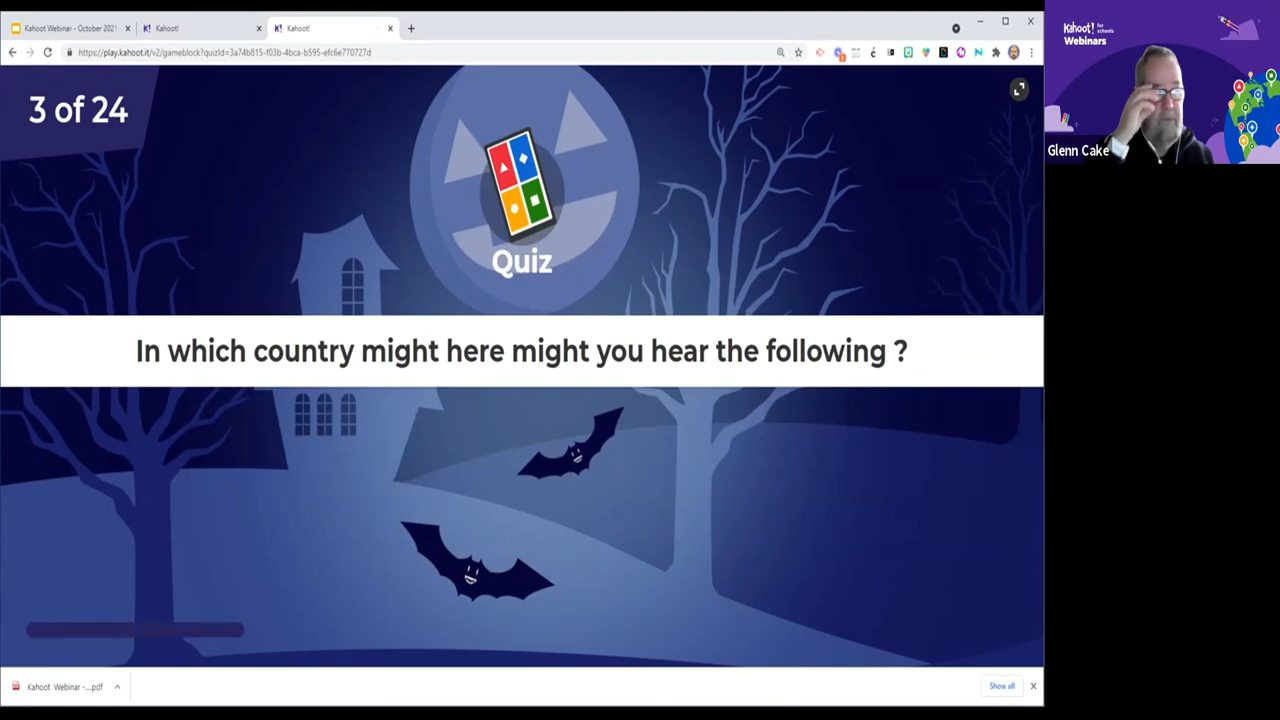 Kahoot Webinar - October 2021
Kahoot!
Kahoot!
https://play.kahoot.it/v2/gameblock?quizId=3a74b815-f03b-4bca-b595-efc6e770727d
3 of 24
Quiz
In which country might here might you hear the following ?
Kahoot Webinar -....pdf
Show all
Kahoot! for schools
Webinars
Glenn Cake